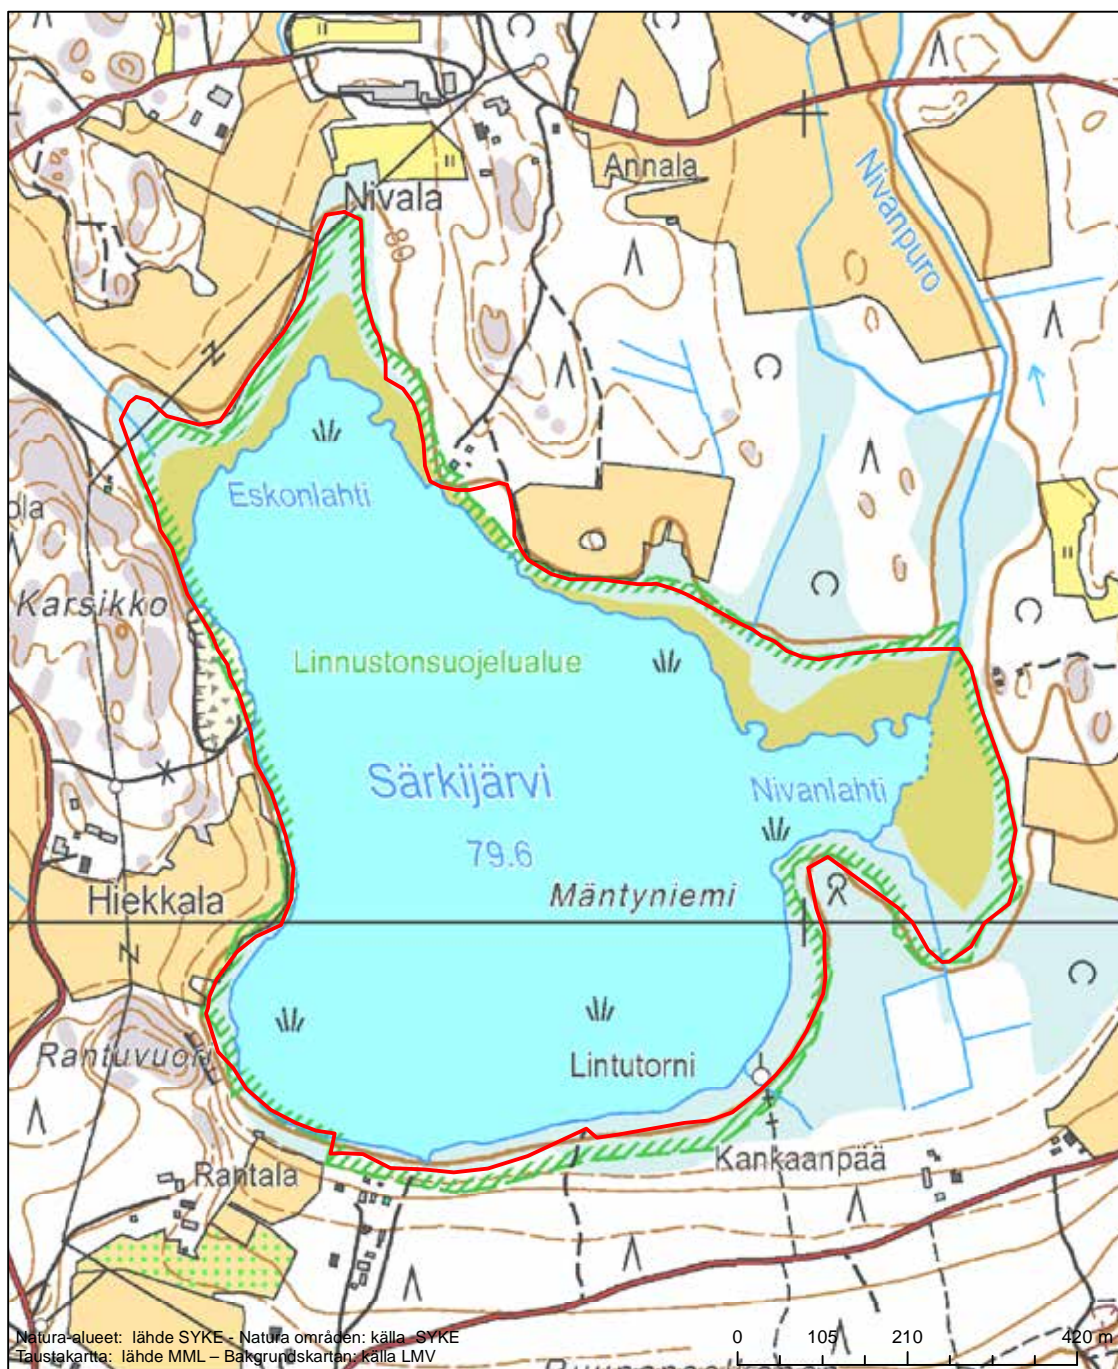 Annala
Nivala
Nivanpuro
80
Eskonlahti
ola
Karsikko
Linnustonsuojelualue
Särkijärvi
Nivanlahti
79.6
Mäntyniemi
Hiekkala
Rantuvuori
Lintutorni
Kankaanpää
Rantala
Natura-alueet: lähde SYKE - Natura områden: källa SYKE
Taustakartta: lähde MML – Bakgrundskartan: källa LMV
0 105 210 420 m